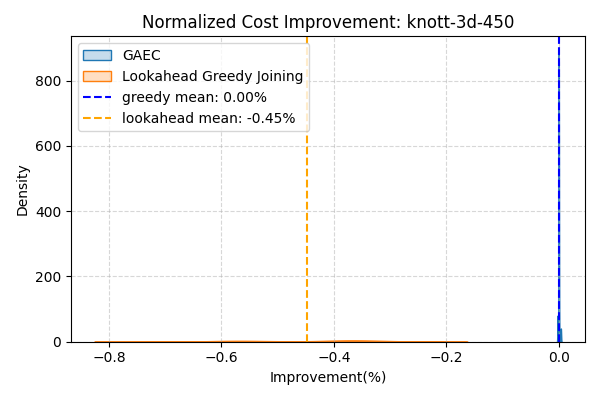 Normalized Cost Improvement: knott-3d-450
GAEC
Lookahead Greedy Joining
greedy mean: 0.00%
lookahead mean: -0.45%
Density
800
600
400
200
0
−0.8
−0.6
−0.4
−0.2
0.0
Improvement(%)